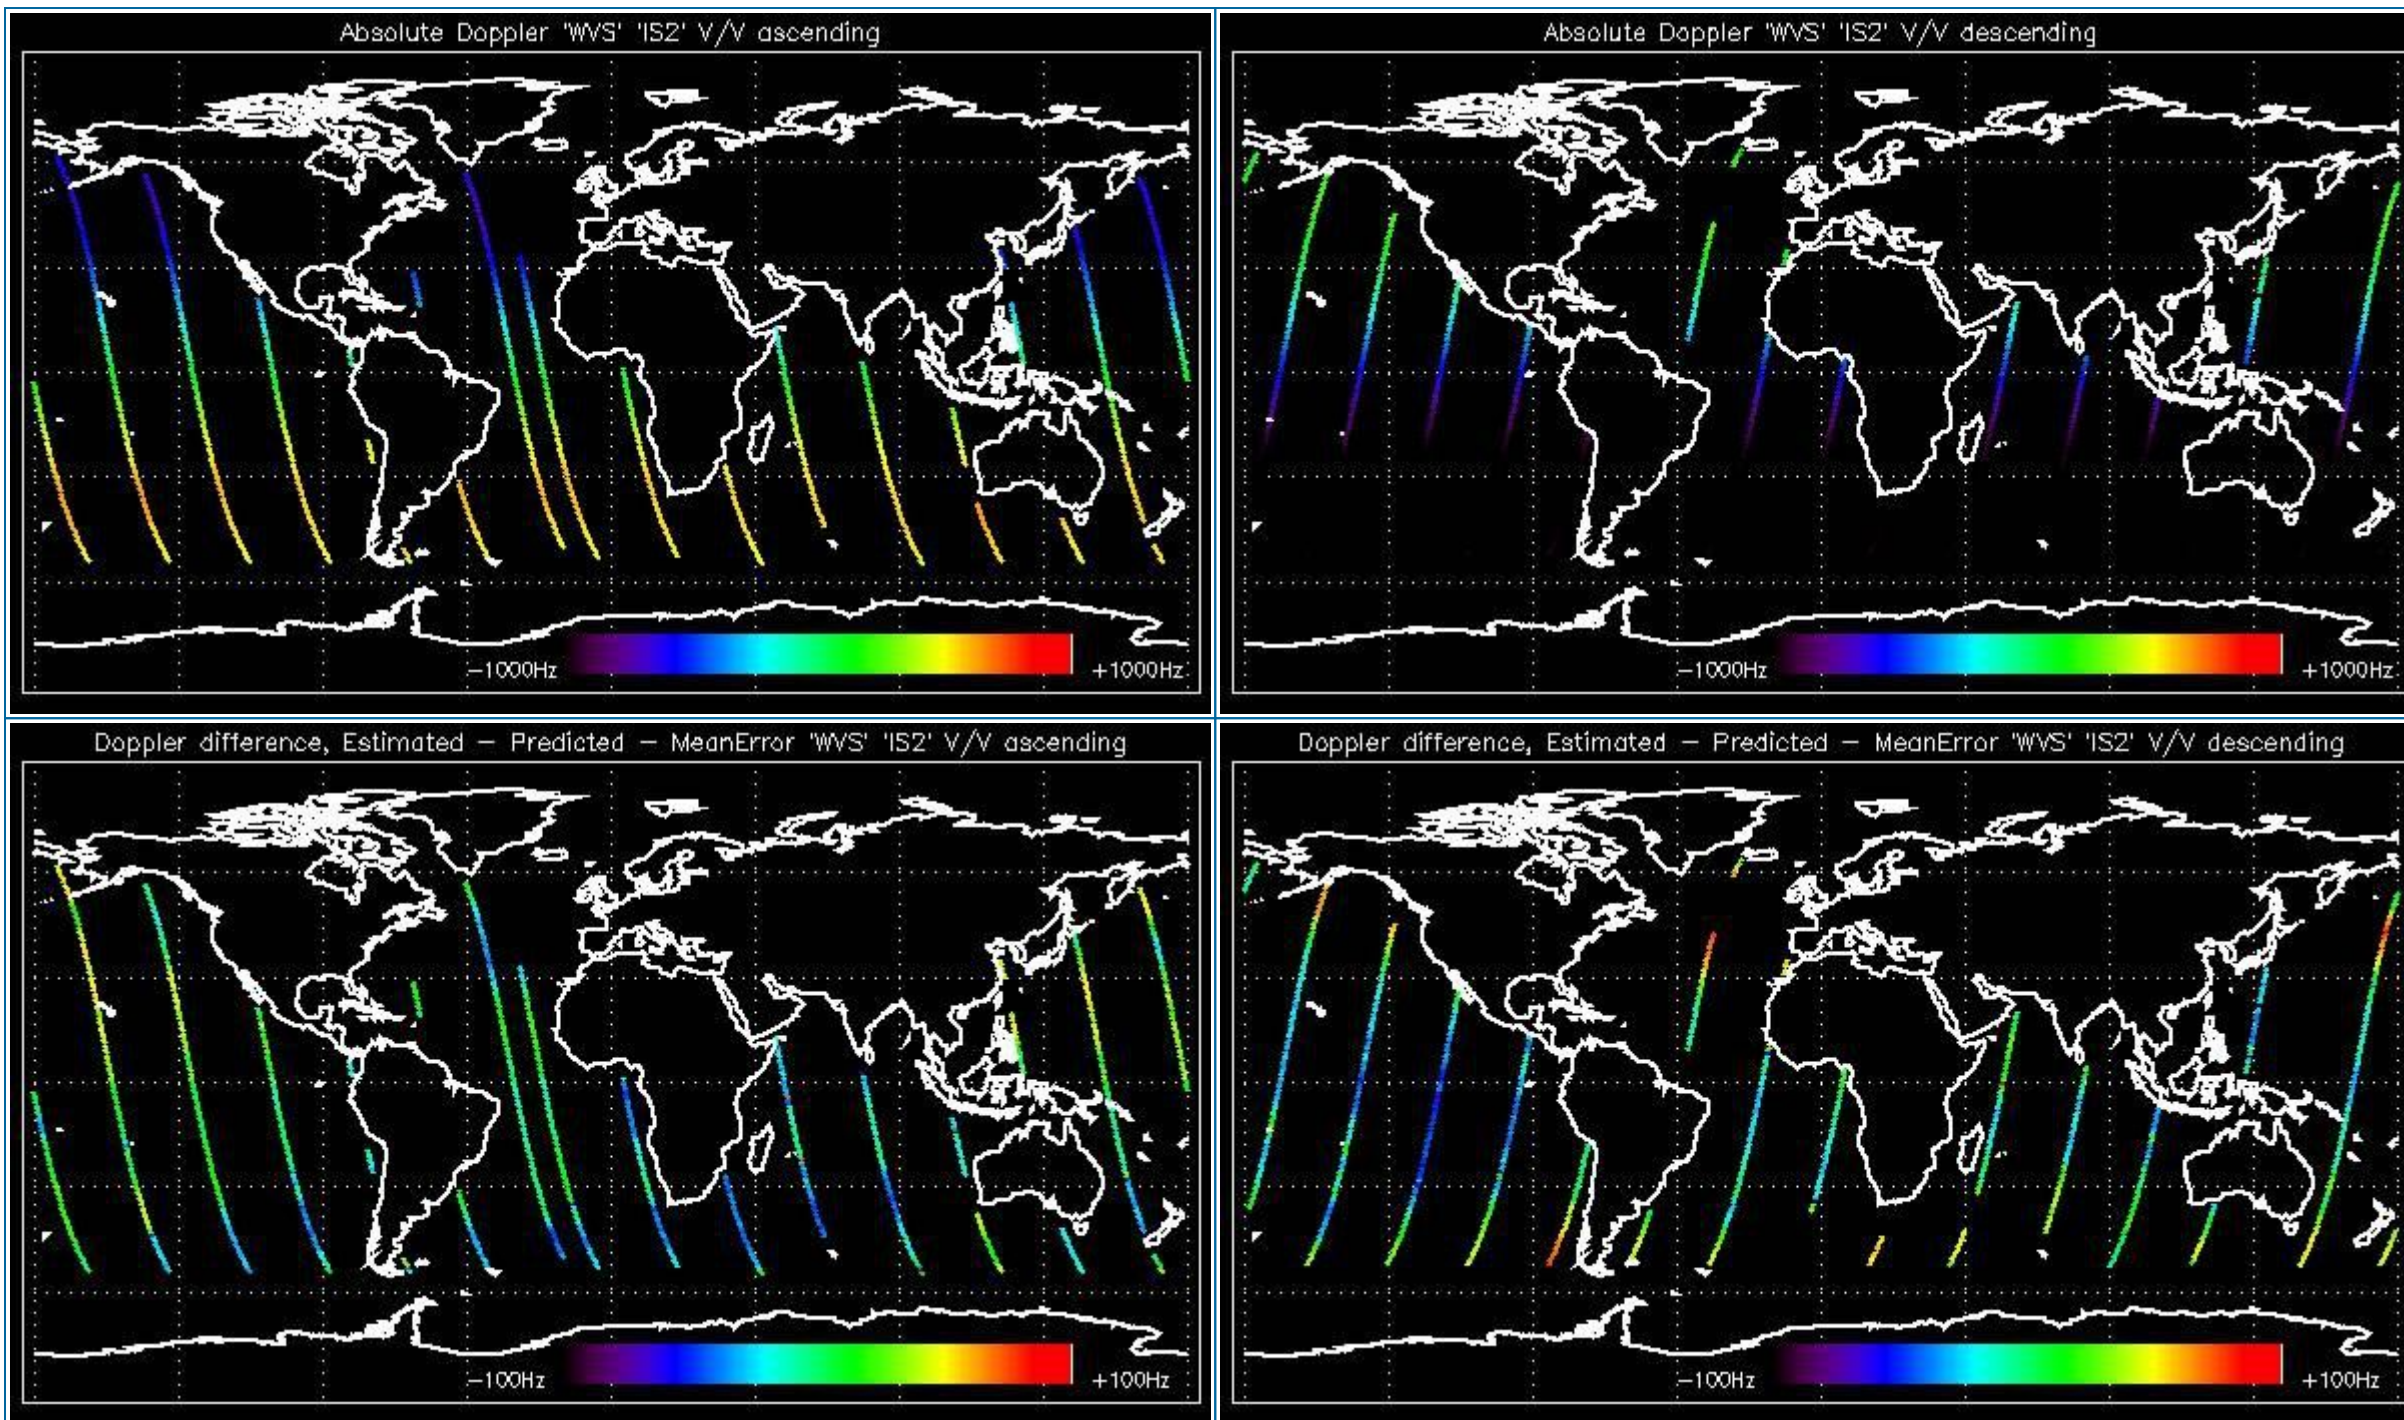 Absolute Doppler 'WVS' 'IS2' V/V ascending
-1000Hz
+1000Hz
Absolute Doppler 'WVS' 'IS2' V/V descending
-1000Hz
+1000Hz
Doppler difference, Estimated - Predicted - MeanError 'WVS' 'IS2' V/V ascending
-100Hz
+100Hz
Doppler difference, Estimated - Predicted - MeanError 'WVS' 'IS2' V/V descending
-100Hz
+100Hz